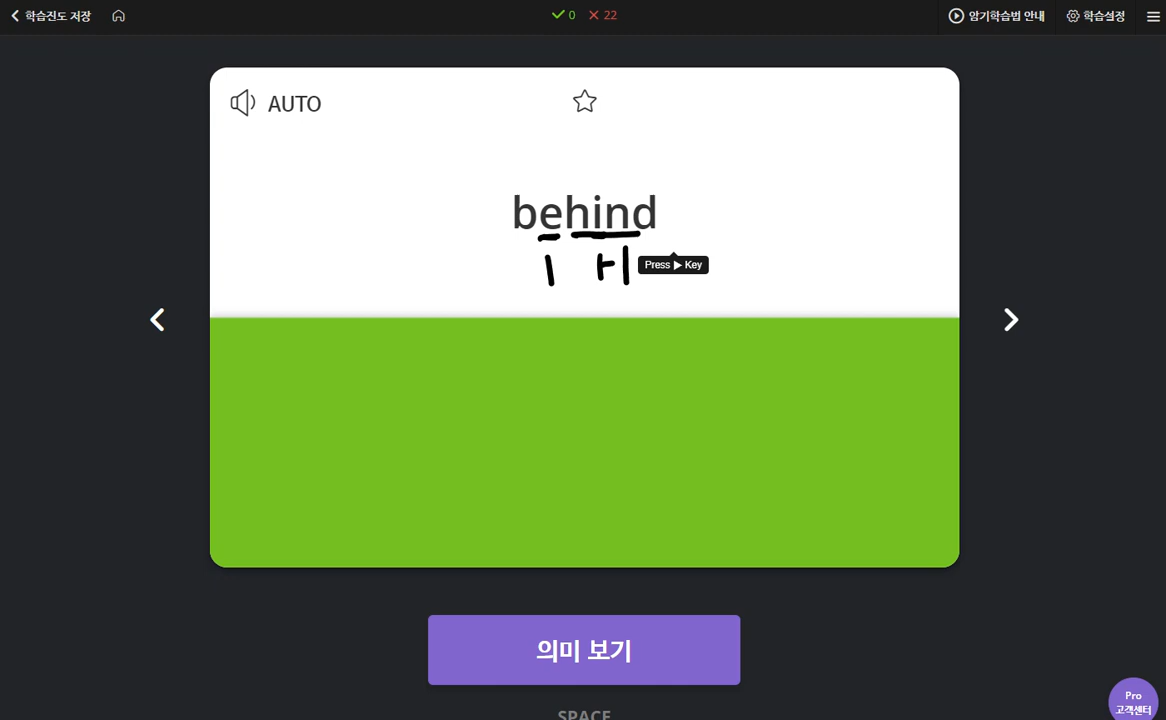 학습진도 저장
0 22
암기학습법 안내
학습설정
AUTO
behind
ㅣ ㅐ
Press ▶ Key
의미 보기
SPACE
Pro
고객센터